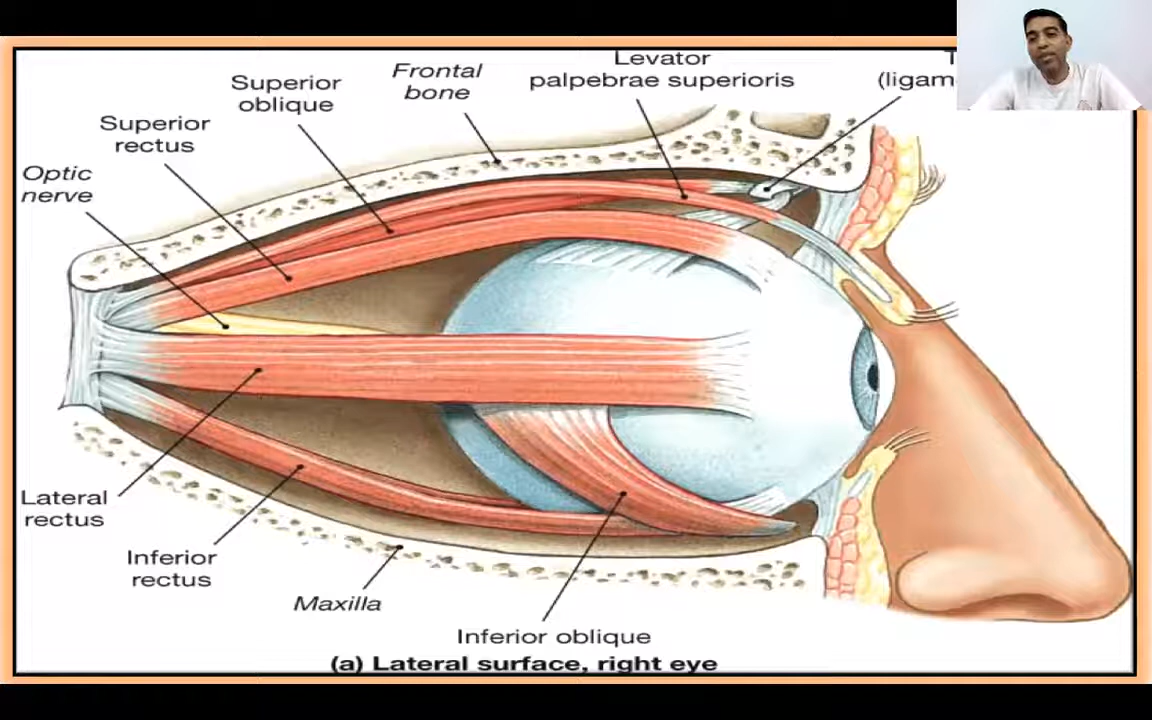 Levator
palpebrae superioris
(ligam
Frontal
bone
Superior
oblique
Superior
rectus
Optic
nerve
Lateral
rectus
Inferior
rectus
Maxilla
Inferior oblique
(a) Lateral surface, right eye